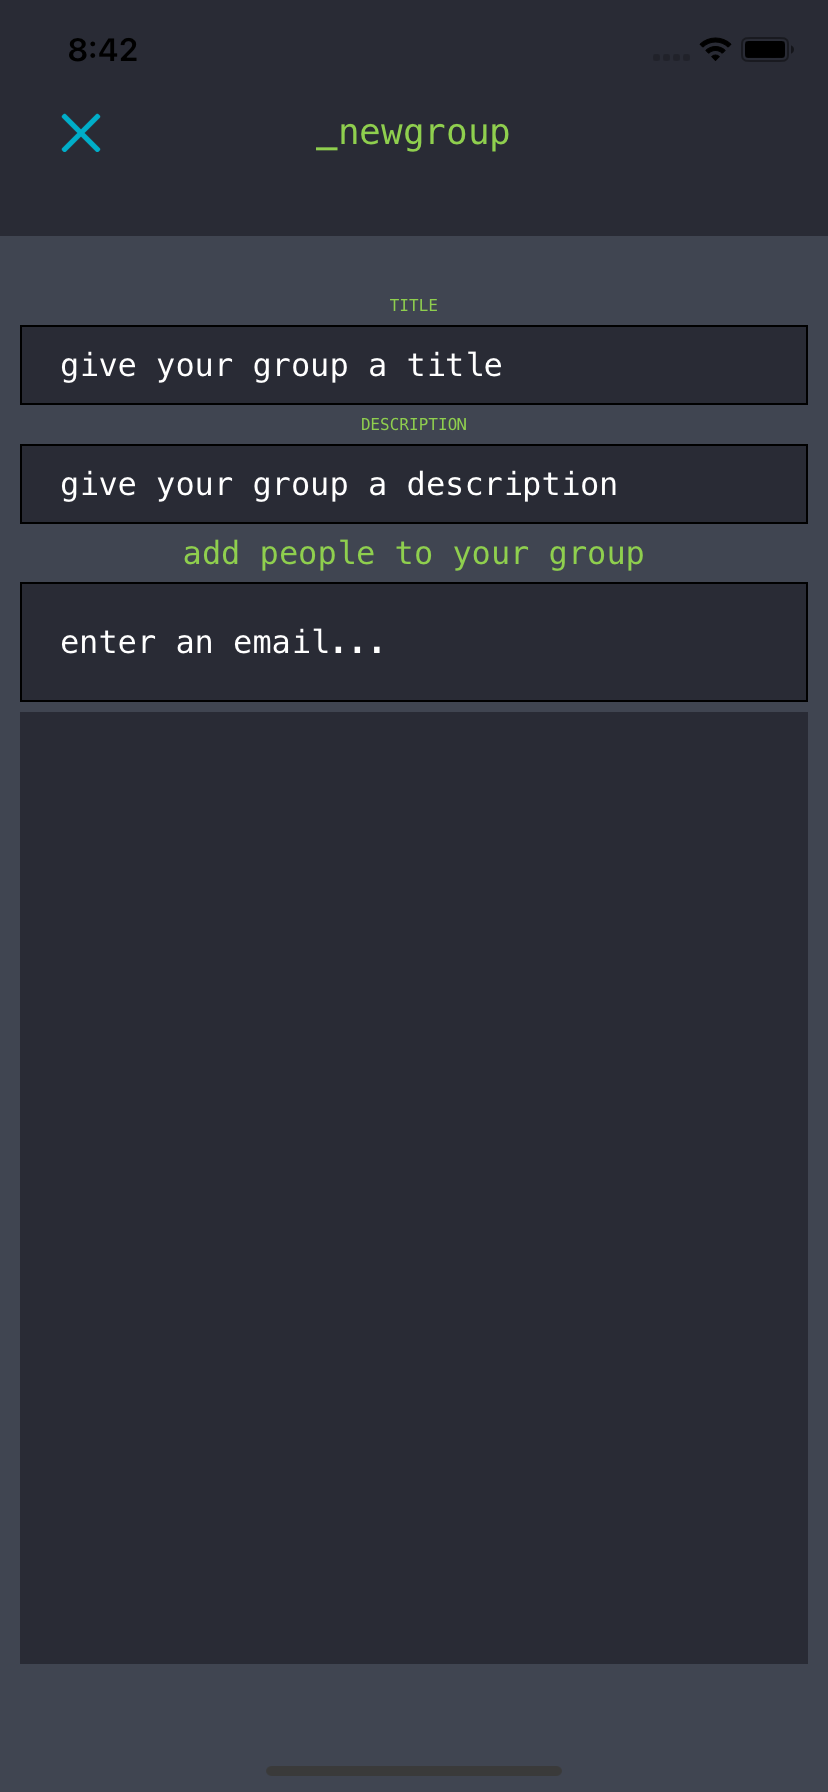 8:42
_newgroup
TITLE
give your group a title
DESCRIPTION
give your group a description
add people to your group
enter an email...